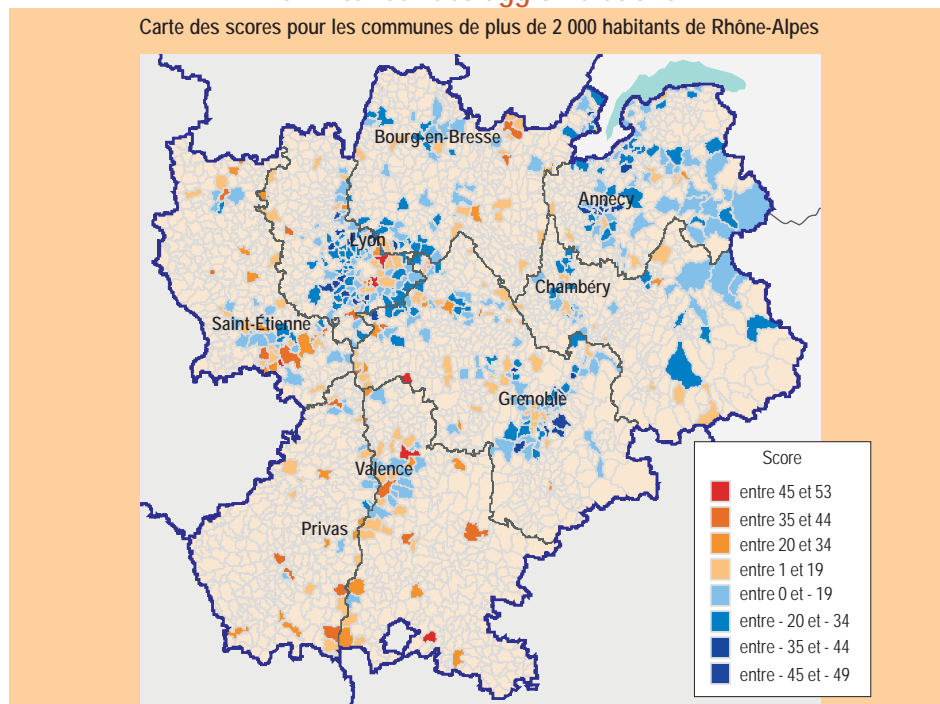 Carte des scores pour les communes de plus de 2 000 habitants de Rhône-Alpes
Bourg-en-Bresse
Annecy
Lyon
Chambéry
Saint-Étienne
Grenoble
Valence
Privas
Score
entre 45 et 53
entre 35 et 44
entre 20 et 34
entre 1 et 19
entre 0 et - 19
entre - 20 et - 34
entre - 35 et - 44
entre - 45 et - 49